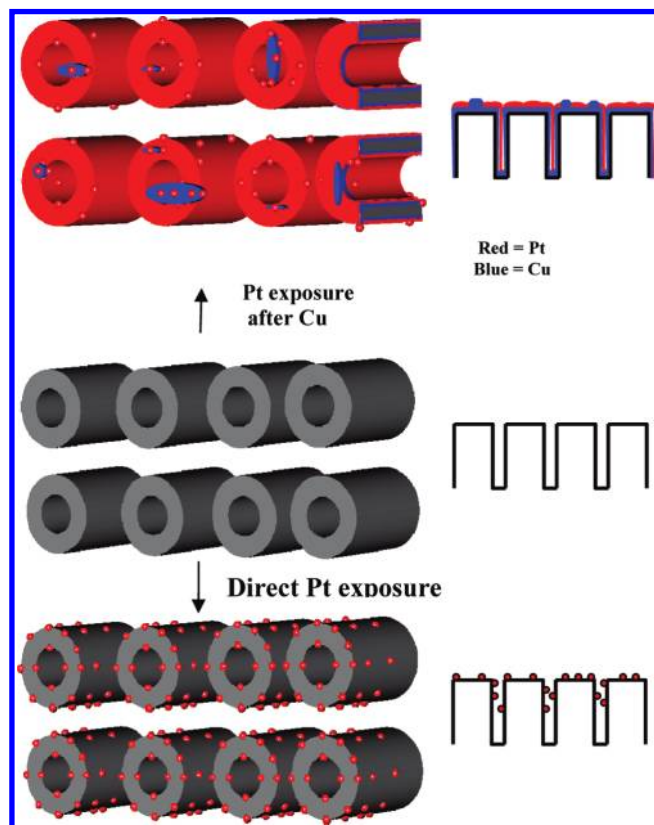 Red = Pt
Blue = Cu
Pt exposure
after Cu
Direct Pt exposure